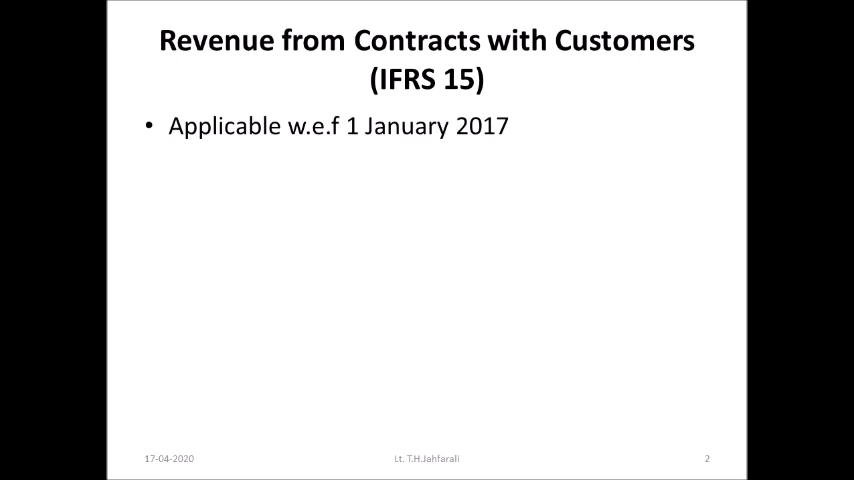 Revenue from Contracts with Customers
(IFRS 15)
• Applicable w.e.f 1 January 2017
17-04-2020
Lt. T.H.Jahfarali
2